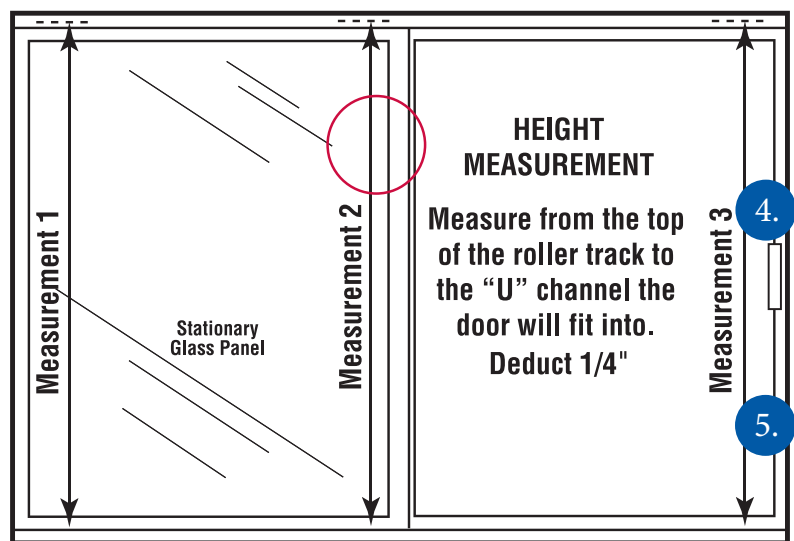 Measurement 1
Stationary
Glass Panel
Measurement 2
HEIGHT
MEASUREMENT
Measure from the top
of the roller track to
the “U” channel the
door will fit into.
Deduct 1/4"
Measurement 3
4.
5.